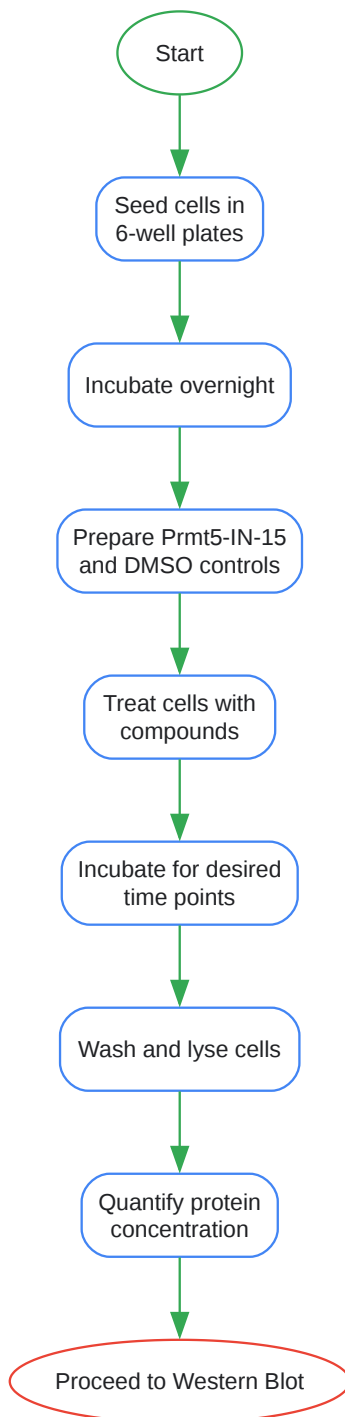 Start
Seed cells in
6-well plates
Incubate overnight
Prepare Prmt5-IN-15
and DMSO controls
Treat cells with
compounds
Incubate for desired
time points
Wash and lyse cells
Quantify protein
concentration
Proceed to Western Blot